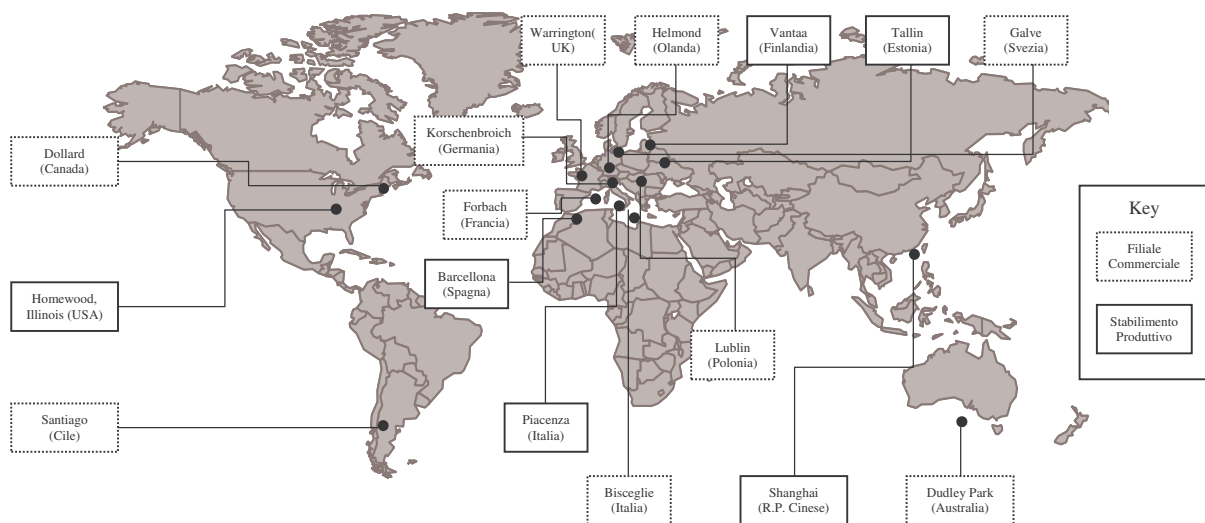 Warrington(
UK)
Helmond
(Olanda)
Vantaa
(Finlandia)
Tallin
(Estonia)
Galve
(Svezia)
Korschenbroich
(Germania)
Dollard
(Canada)
Forbach
(Francia)
Key
Filiale
Commerciale
Barcellona
(Spagna)
Homewood,
Illinois (USA)
Stabilimento
Produttivo
Lublin
(Polonia)
Santiago
(Cile)
Piacenza
(Italia)
Bisceglie
(Italia)
Shanghai
(R.P. Cinese)
Dudley Park
(Australia)